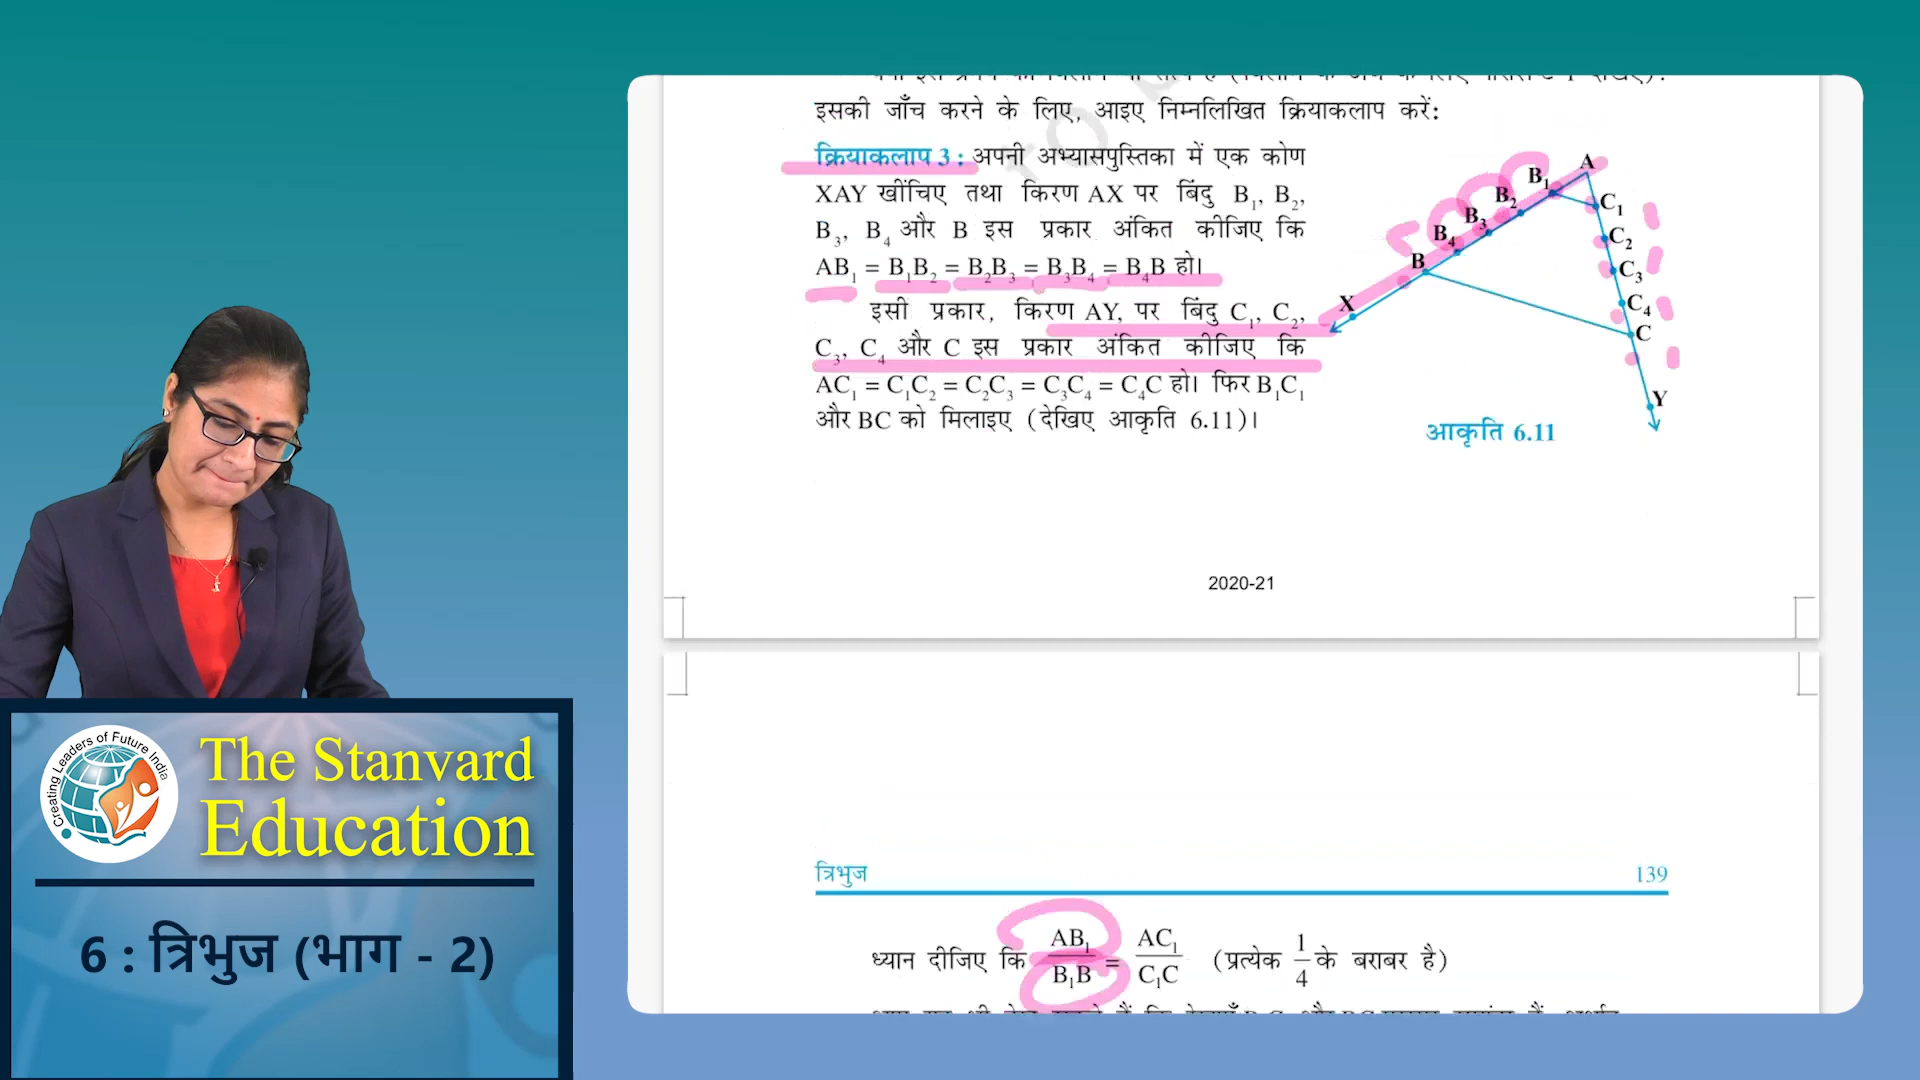 इसकी जाँच करने के लिए, आइए निम्नलिखित क्रियाकलाप करें:
क्रियाकलाप 3 : अपनी अभ्यासपुस्तिका में एक कोण
XAY खींचिए तथा किरण AX पर बिंदु B₁, B₂,
B₃, B₄ और B इस प्रकार अंकित कीजिए कि
AB₁ = B₁B₂ = B₂B₃ = B₃B₄ = B₄B हो।
इसी प्रकार, किरण AY, पर बिंदु C₁, C₂,
C₃, C₄ और C इस प्रकार अंकित कीजिए कि
AC₁ = C₁C₂ = C₂C₃ = C₃C₄ = C₄C हो। फिर B₁C₁
और BC को मिलाइए (देखिए आकृति 6.11)।
A
B₁
B₂
B₃
B₄
B
X
C₁
C₂
C₃
C₄
C
Y
आकृति 6.11
2020-21
त्रिभुज 139
ध्यान दीजिए कि AB₁/B₁B = AC₁/C₁C (प्रत्येक 1/4 के बराबर है)
Creating Leaders of Future India
The Stanvard
Education
6 : त्रिभुज (भाग - 2)